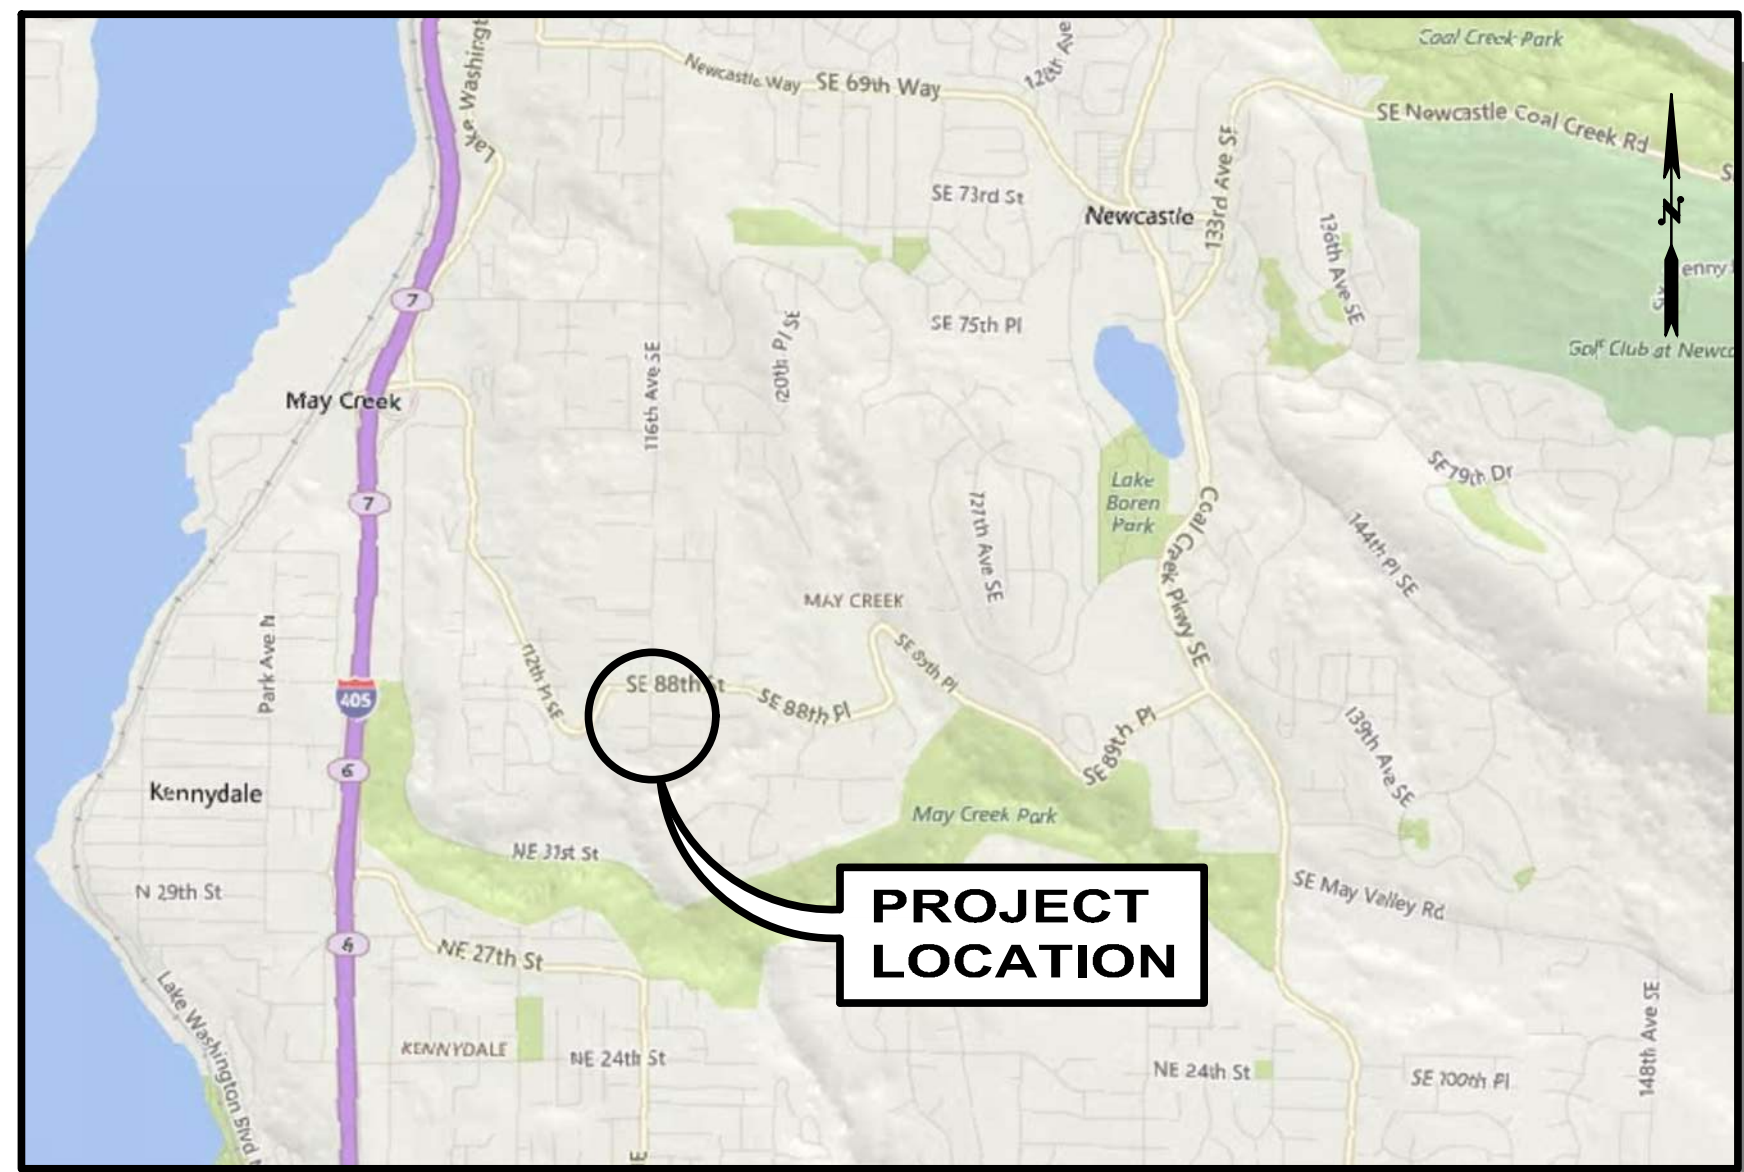 Coal Creek Park
Lake Washingt
Newcastle Way
SE 69th Way
128th Ave
SE Newcastle Coal Creek Rd
133rd Ave SE
SE 73rd St
Newcastle
136th Ave SE
N
enny
7
SE 75th Pl
120th Pl SE
116th Ave SE
Golf Club at Newca
May Creek
7
Lake
Boren
Park
Coal Creek Pkwy SE
SE 79th Dr
127th Ave SE
144th Pl SE
MAY CREEK
Park Ave N
112th Pl SE
SE 88th St
SE 88th Pl
SE 89th Pl
SE 89th Pl
405
139th Ave SE
6
Kennydale
May Creek Park
NE 31st St
N 29th St
PROJECT
LOCATION
SE May Valley Rd
NE 27th St
6
Lake Washington Blvd N
KENNYDALE
NE 24th St
NE 24th St
SE 100th Pl
148th Ave SE